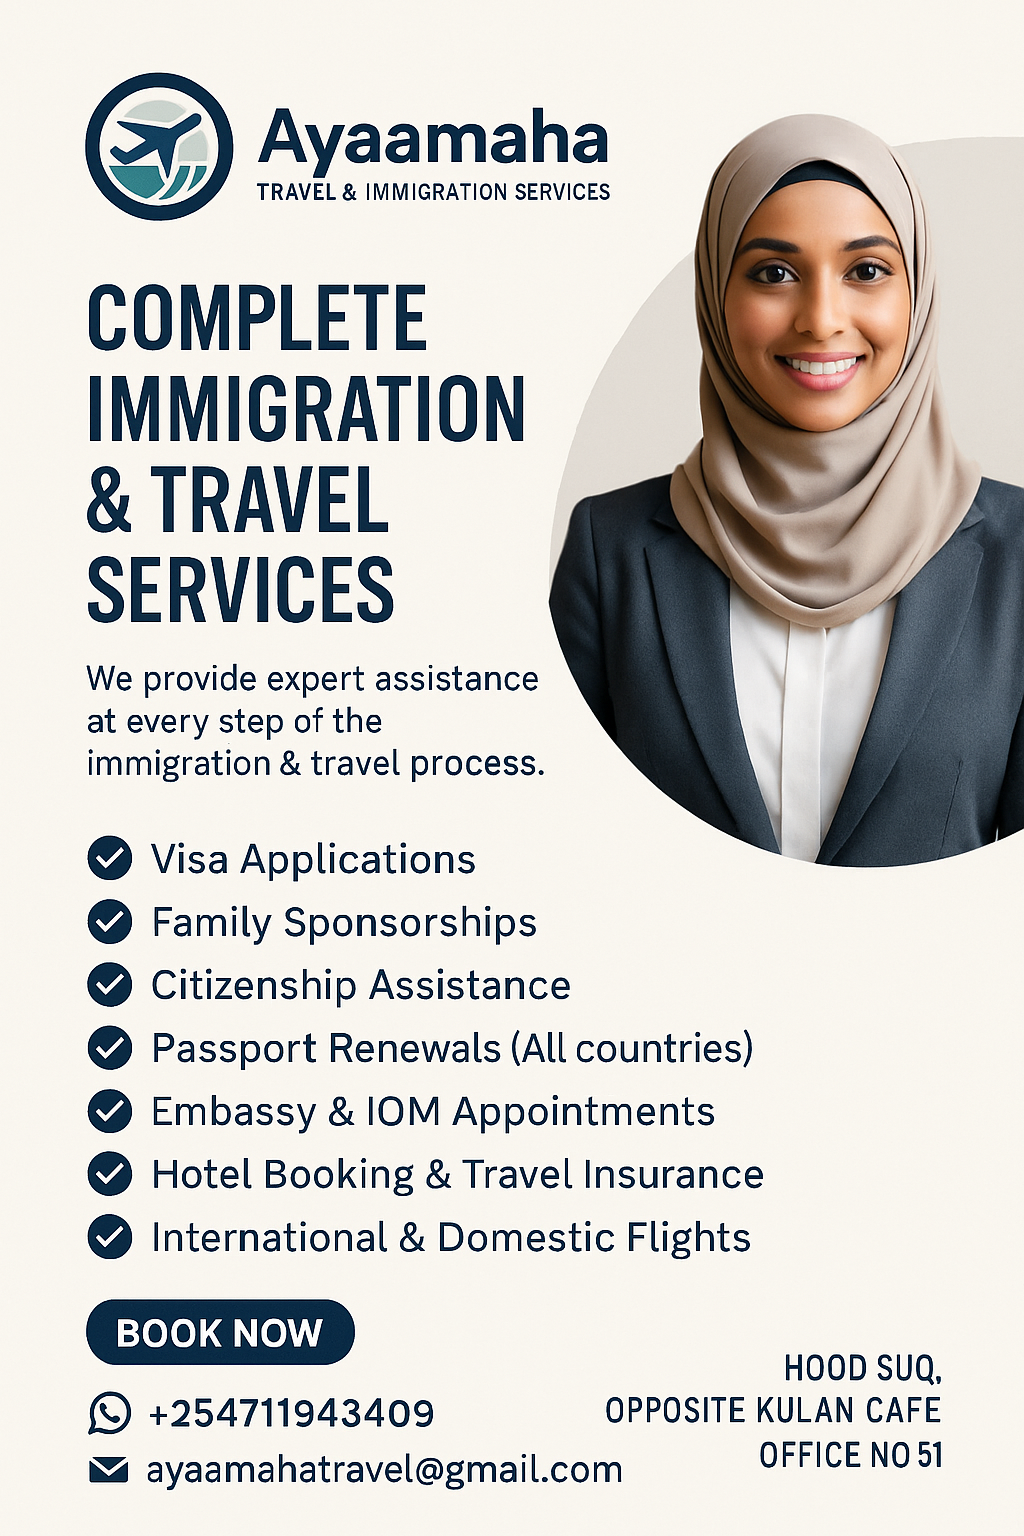 Ayaamaha
TRAVEL & IMMIGRATION SERVICES
COMPLETE
IMMIGRATION
& TRAVEL
SERVICES
We provide expert assistance
at every step of the
immigration & travel process.
Visa Applications
Family Sponsorships
Citizenship Assistance
Passport Renewals (All countries)
Embassy & IOM Appointments
Hotel Booking & Travel Insurance
International & Domestic Flights
BOOK NOW
+254711943409
ayaamahatravel@gmail.com
HOOD SUQ,
OPPOSITE KULAN CAFE
OFFICE NO 51